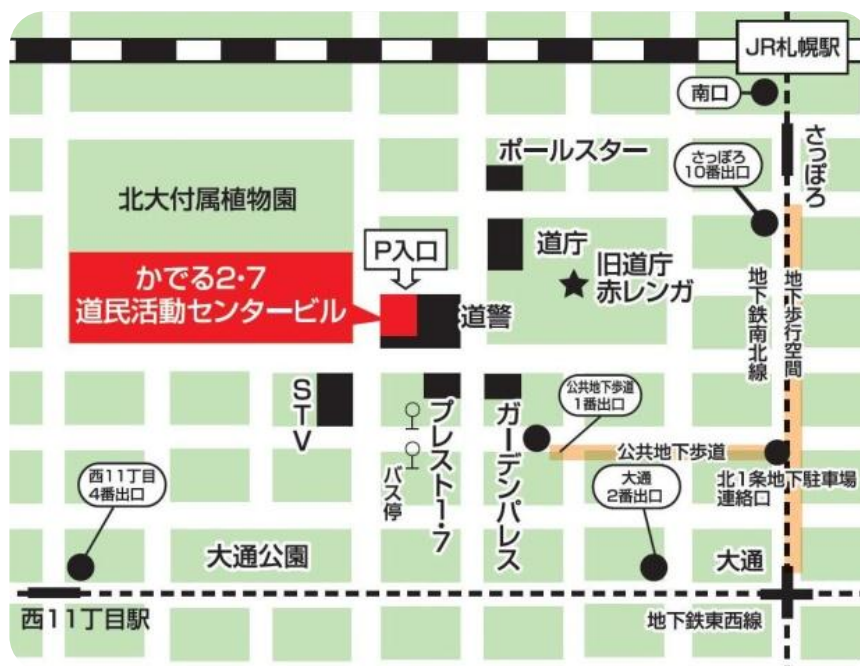 JR札幌駅
南口
さっぽろ
ポールスター
さっぽろ
10番出口
北大付属植物園
P入口
道庁
旧道庁
赤レンガ
かでる2・7
道民活動センタービル
道警
地下鉄南北線
地下歩行空間
STV
プレスト1・7
ガーデンパレス
公共地下歩道
1番出口
公共地下歩道
バス停
西11丁目
4番出口
大通
2番出口
北1条地下駐車場
連絡口
大通公園
大通
西11丁目駅
地下鉄東西線